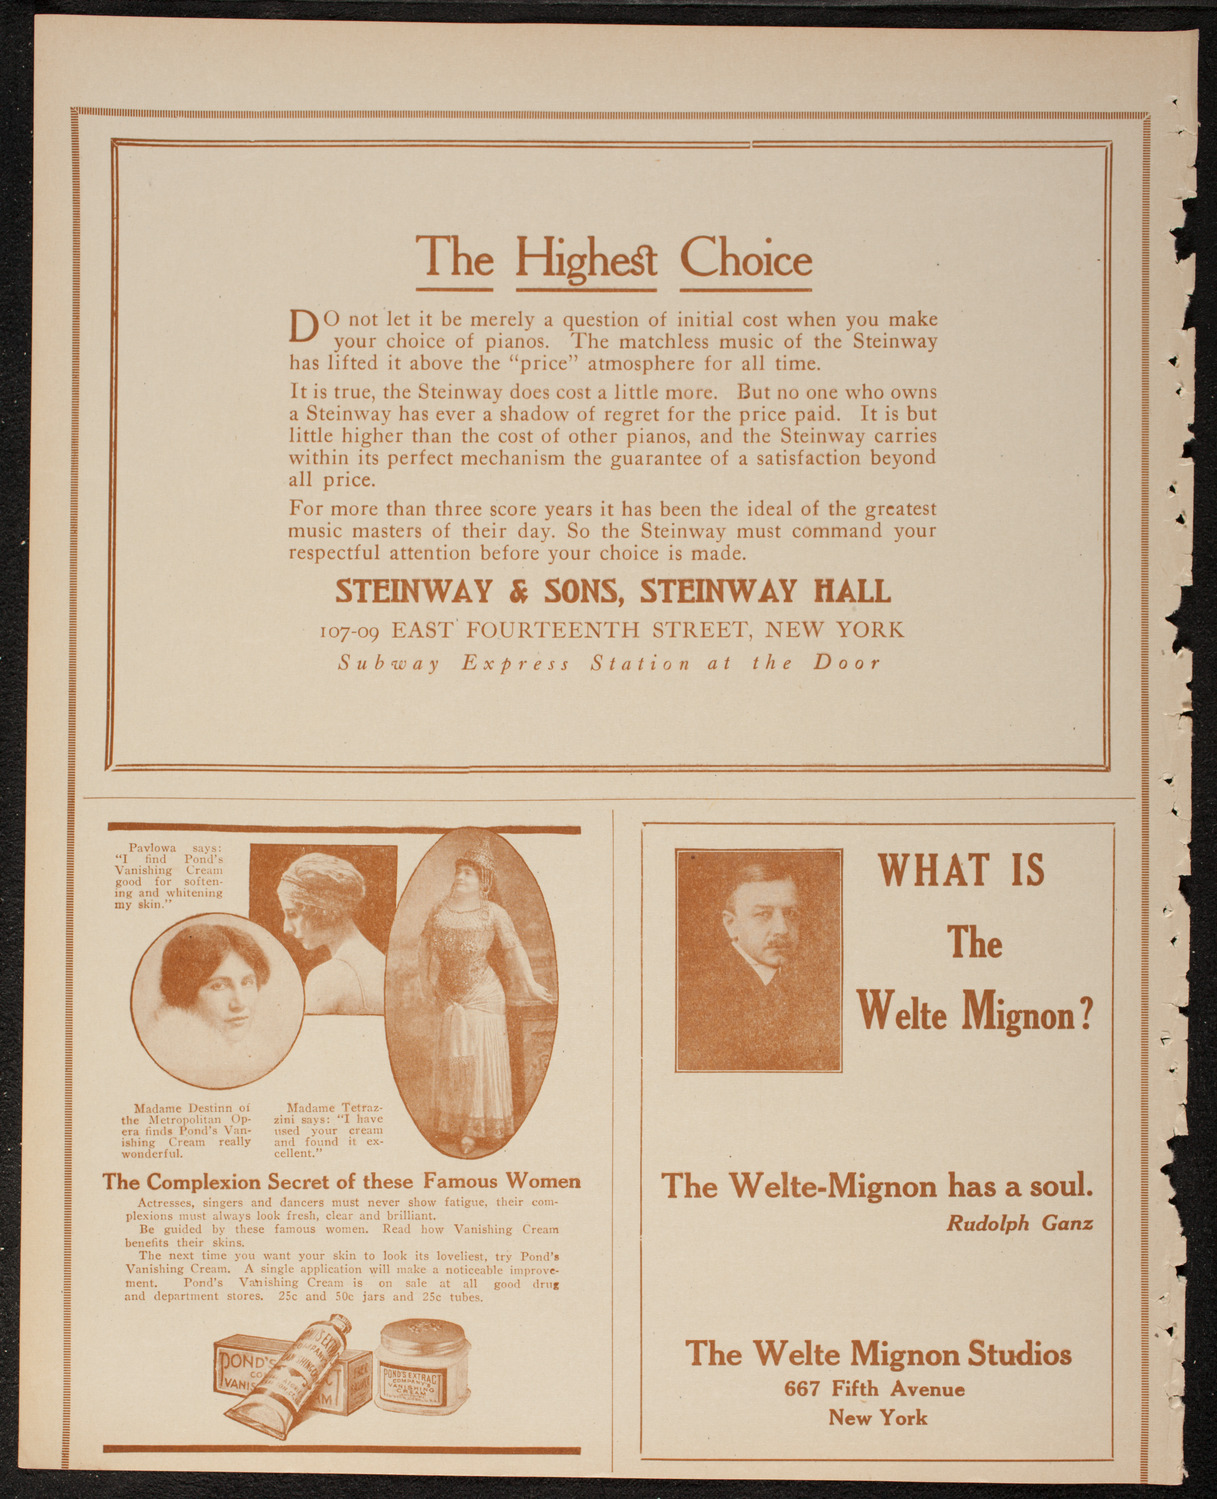 The Highest Choice
DO not let it be merely a question of initial cost when you make
your choice of pianos. The matchless music of the Steinway
has lifted it above the "price" atmosphere for all time.
It is true, the Steinway does cost a little more. But no one who owns
a Steinway has ever a shadow of regret for the price paid. It is but
little higher than the cost of other pianos, and the Steinway carries
within its perfect mechanism the guarantee of a satisfaction beyond
all price.
For more than three score years it has been the ideal of the greatest
music masters of their day. So the Steinway must command your
respectful attention before your choice is made.
STEINWAY & SONS, STEINWAY HALL
107-09 EAST FOURTEENTH STREET, NEW YORK
Subway Express Station at the Door
Pavlowa says:
"I find Pond's
Vanishing Cream
good for soften-
ing and whitening
my skin."
Madame Destinn of
the Metropolitan Op-
era finds Pond's Van-
ishing Cream really
wonderful.
Madame Tetraz-
zini says: "I have
used your cream
and found it ex-
cellent."
The Complexion Secret of these Famous Women
Actresses, singers and dancers must never show fatigue, their com-
plexions must always look fresh, clear and brilliant.
Be guided by these famous women. Read how Vanishing Cream
benefits their skins.
The next time you want your skin to look its loveliest, try Pond's
Vanishing Cream. A single application will make a noticeable improve-
ment. Pond's Vanishing Cream is on sale at all good drug
and department stores. 25c and 50c jars and 25c tubes.
POND'S
VANIS
POND'S EXTRACT
COMPANY'S
VANISHING
CREAM
WHAT IS
The
Welte Mignon?
The Welte-Mignon has a soul.
Rudolph Ganz
The Welte Mignon Studios
667 Fifth Avenue
New York